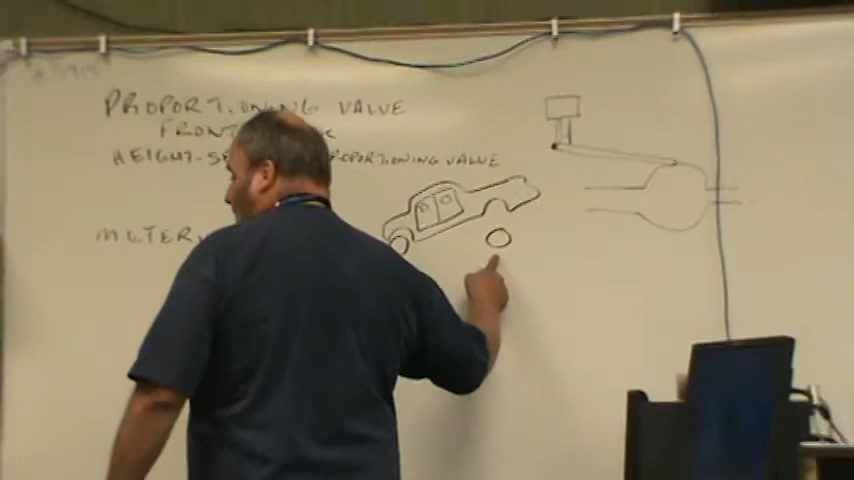 PROPORTIONING VALVE
FRONT
HEIGHT-SE PROPORTIONING VALVE
METER